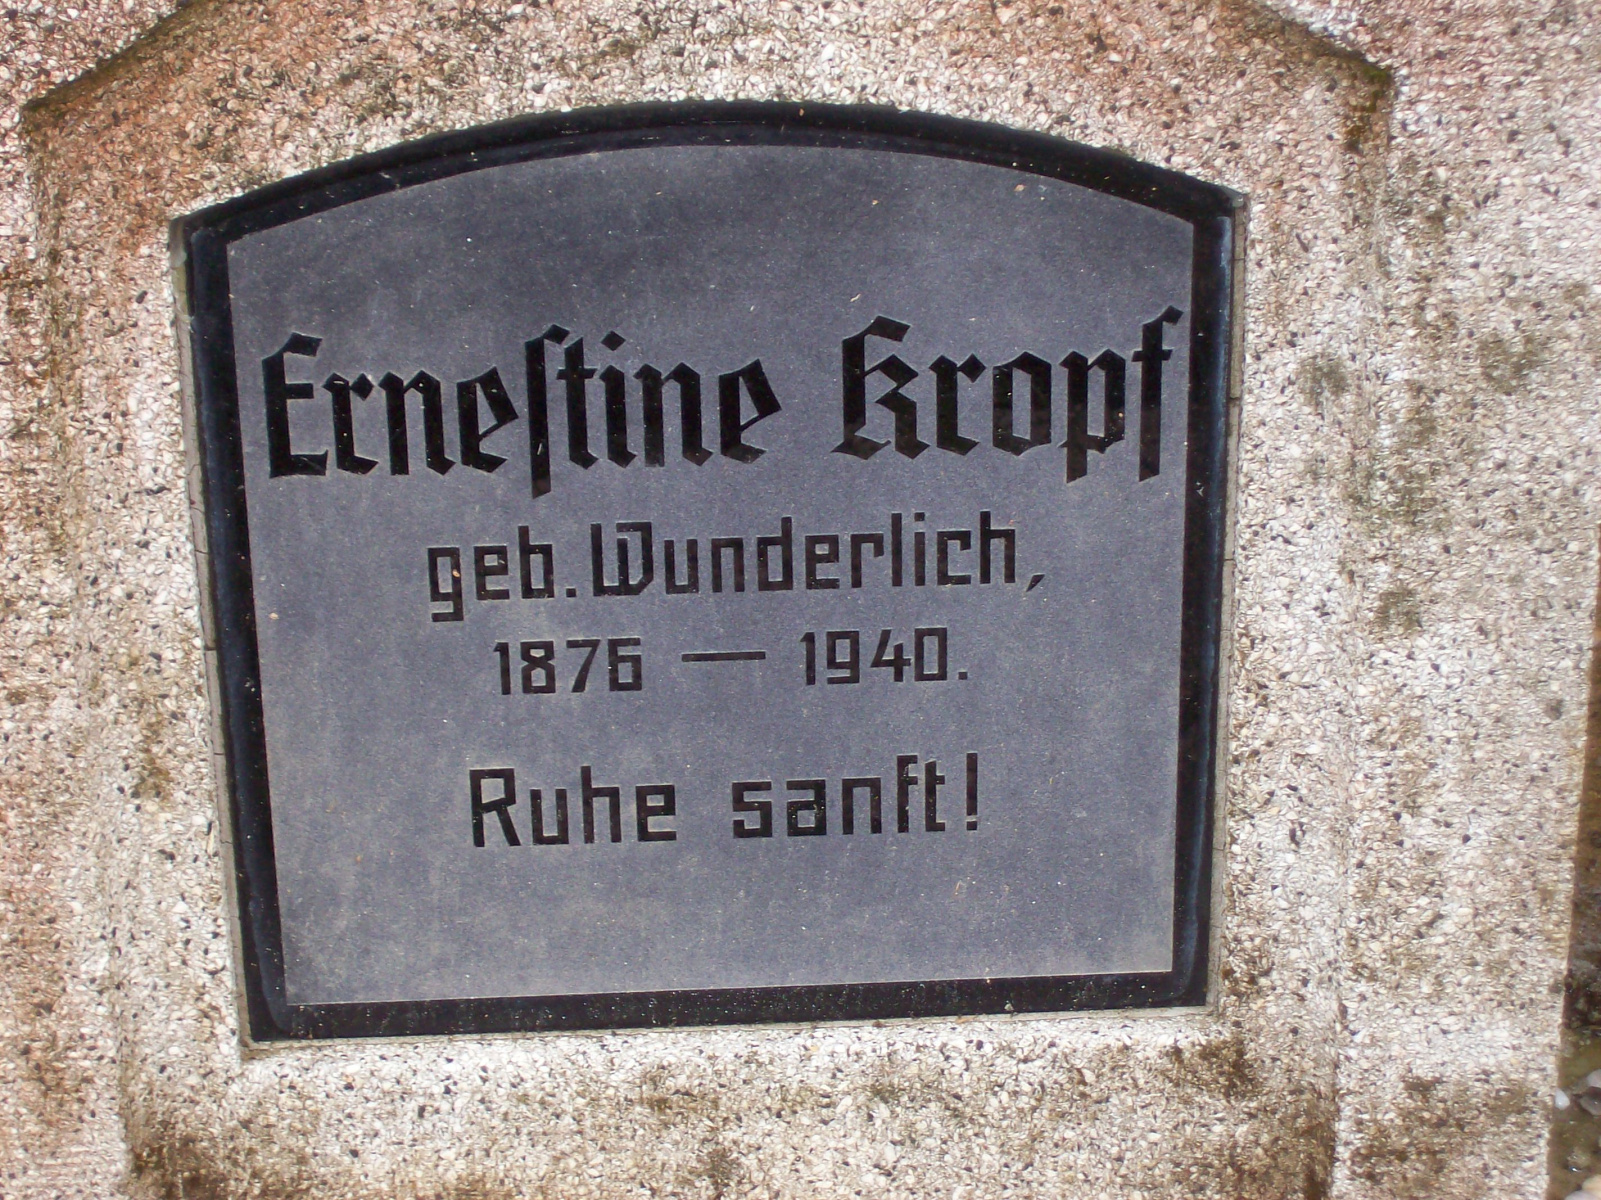 Erneſtine Kropf
geb. Wunderlich,
1876 — 1940.
Ruhe sanft!